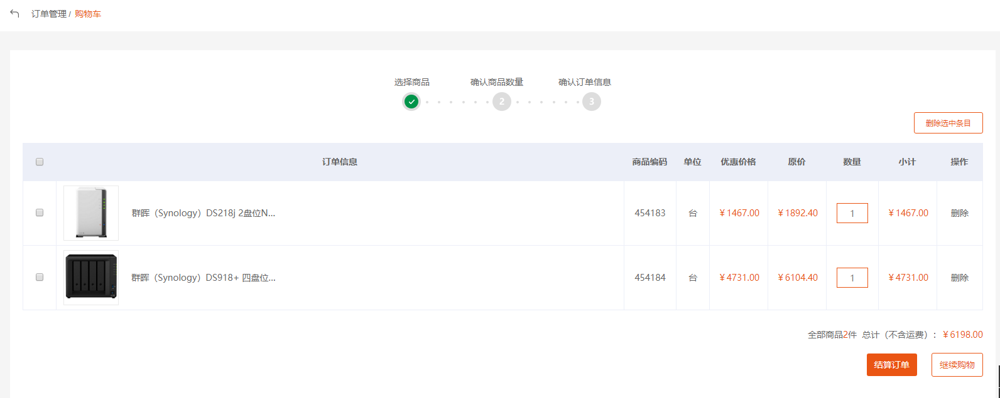 订单管理 / 购物车
选择商品 确认商品数量 确认订单信息
2 3
删除选中条目
订单信息 商品编码 单位 优惠价格 原价 数量 小计 操作
群晖（Synology）DS218j 2盘位N... 454183 台 ￥1467.00 ￥1892.40 1 ￥1467.00 删除
群晖（Synology）DS918+ 四盘位... 454184 台 ￥4731.00 ￥6104.40 1 ￥4731.00 删除
全部商品2件 总计（不含运费）：￥6198.00
结算订单 继续购物